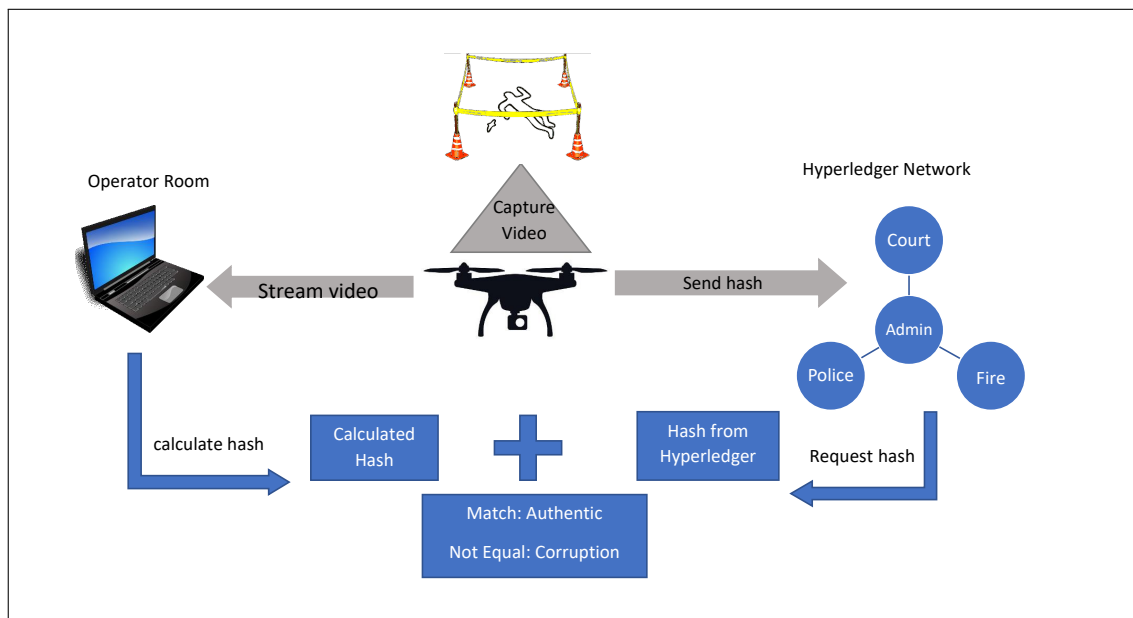 Operator Room
Hyperledger Network
Capture
Video
Court
Stream video
Send hash
Admin
Police
Fire
calculate hash
Calculated
Hash
Hash from
Hyperledger
Request hash
Match: Authentic
Not Equal: Corruption